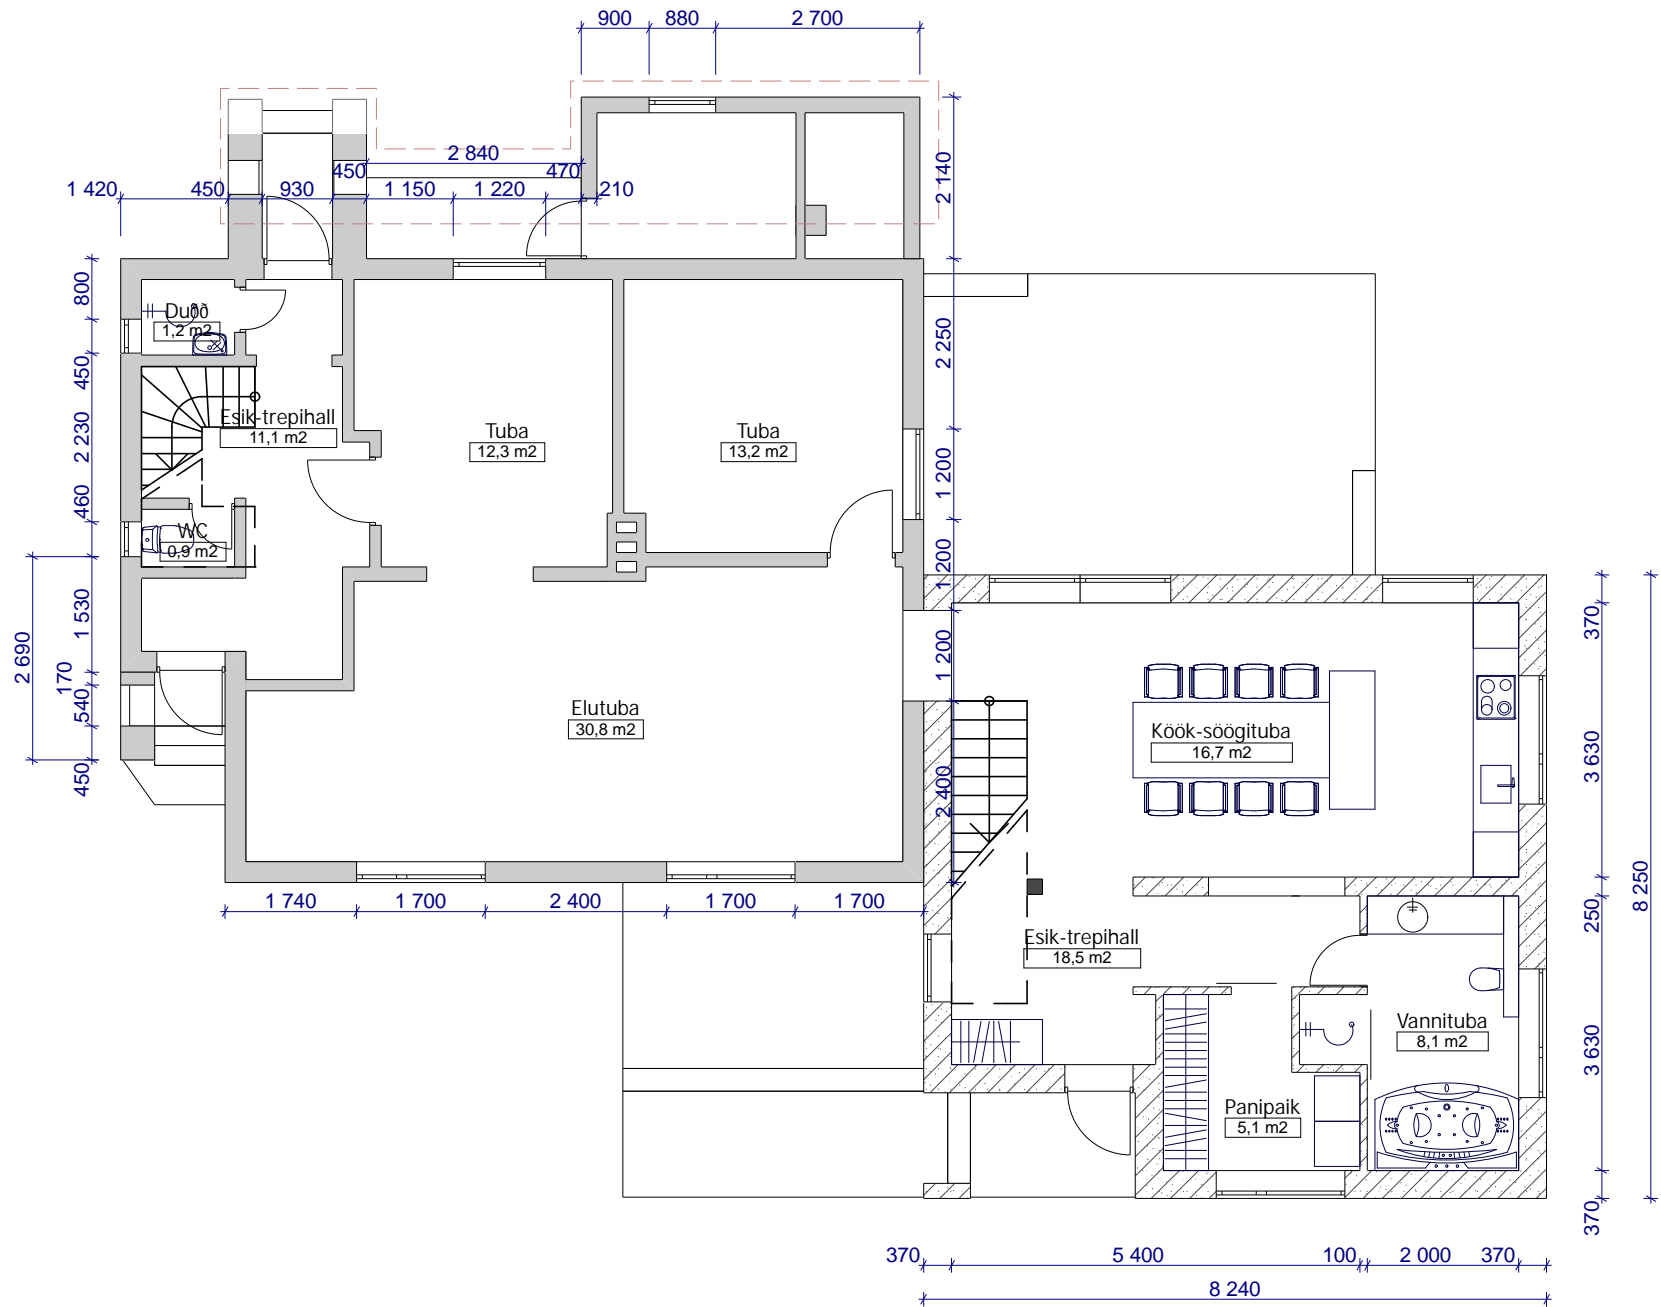 900 880 2 700
2 840
450 470
1 420 450 930 1 150 1 220 210
2 140
800
Duðð
1,2 m2
2 250
450
Esik-trepihall
11,1 m2
2 230
Tuba
12,3 m2
Tuba
13,2 m2
1 200
460
WC
0,9 m2
1 200
1 530
370
2 690
170
1 200
540
Elutuba
30,8 m2
Köök-söögituba
16,7 m2
450
2 400
3 630
1 740 1 700 2 400 1 700 1 700
8 250
250
Esik-trepihall
18,5 m2
Vannituba
8,1 m2
3 630
Panipaik
5,1 m2
370
370 5 400 100 2 000 370
8 240